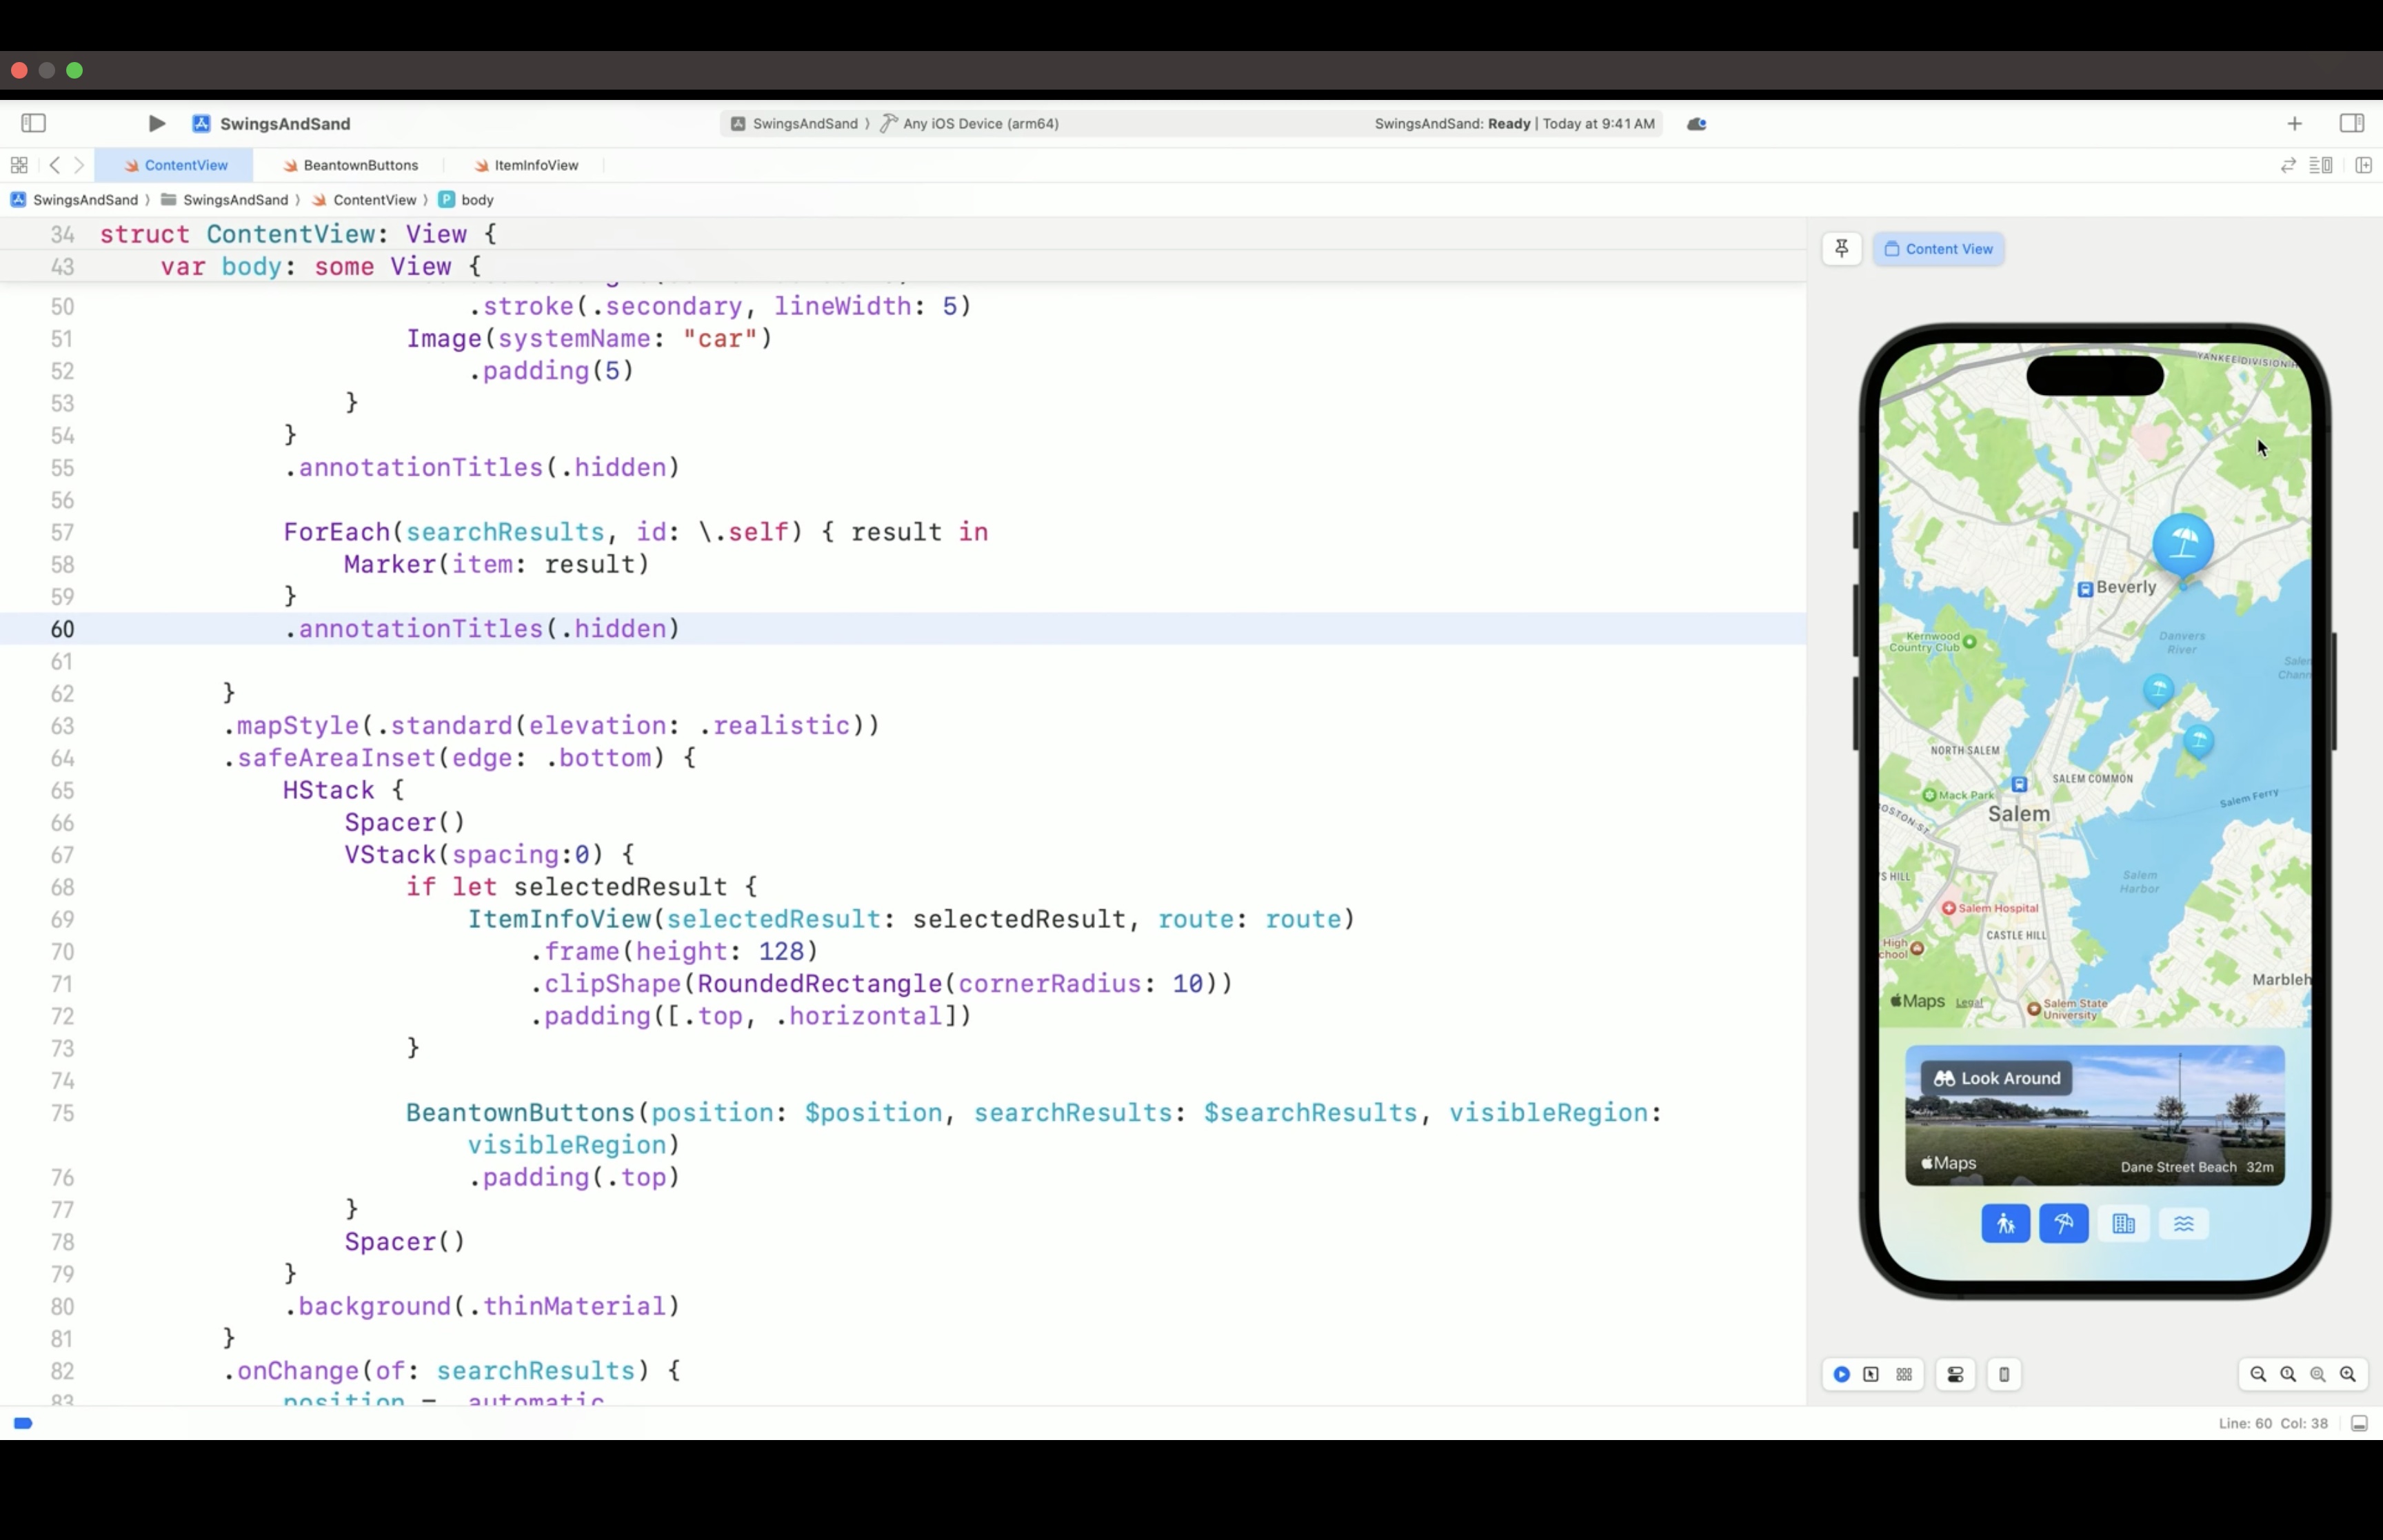 SwingsAndSand
SwingsAndSand ⟩ Any iOS Device (arm64)
SwingsAndSand: Ready | Today at 9:41 AM
ContentView
BeantownButtons
ItemInfoView
SwingsAndSand ⟩ SwingsAndSand ⟩ ContentView ⟩ P body
34 struct ContentView: View {
43 var body: some View {
50 .stroke(.secondary, lineWidth: 5)
51 Image(systemName: "car")
52 .padding(5)
53 }
54 }
55 .annotationTitles(.hidden)
56
57 ForEach(searchResults, id: \.self) { result in
58 Marker(item: result)
59 }
60 .annotationTitles(.hidden)
61
62 }
63 .mapStyle(.standard(elevation: .realistic))
64 .safeAreaInset(edge: .bottom) {
65 HStack {
66 Spacer()
67 VStack(spacing:0) {
68 if let selectedResult {
69 ItemInfoView(selectedResult: selectedResult, route: route)
70 .frame(height: 128)
71 .clipShape(RoundedRectangle(cornerRadius: 10))
72 .padding([.top, .horizontal])
73 }
74
75 BeantownButtons(position: $position, searchResults: $searchResults, visibleRegion:
visibleRegion)
76 .padding(.top)
77 }
78 Spacer()
79 }
80 .background(.thinMaterial)
81 }
82 .onChange(of: searchResults) {
83 position = .automatic
Content View
YANKEE DIVISION
Beverly
Kernwood
Country Club
Danvers
River
Salem
Chann
NORTH SALEM
SALEM COMMON
Mack Park
Salem Ferry
OSTON-ST
Salem
S HILL
Salem
Harbor
Salem Hospital
CASTLE HILL
High
chool
Marbleh
Maps Legal
Salem State
University
Look Around
Maps
Dane Street Beach 32m
Line: 60 Col: 38